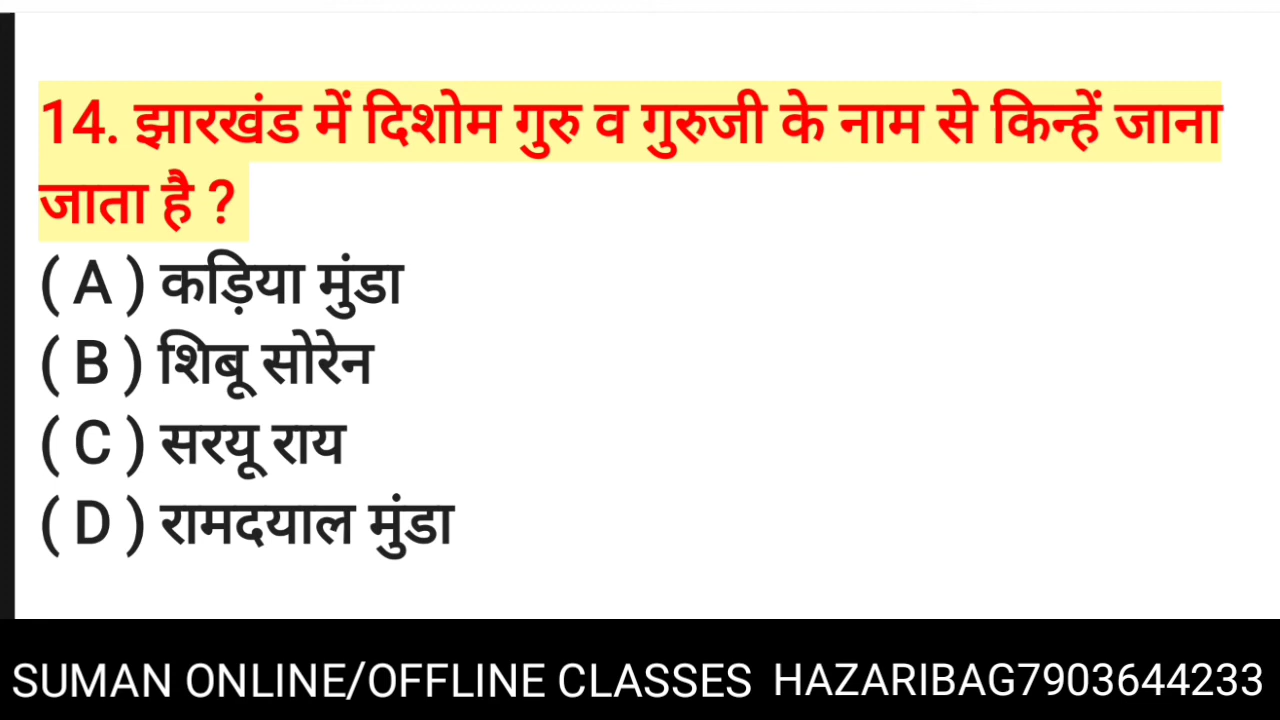 14. झारखंड में दिशोम गुरु व गुरुजी के नाम से किन्हें जाना
जाता है ?
( A ) कड़िया मुंडा
( B ) शिबू सोरेन
( C ) सरयू राय
( D ) रामदयाल मुंडा
SUMAN ONLINE/OFFLINE CLASSES HAZARIBAG7903644233